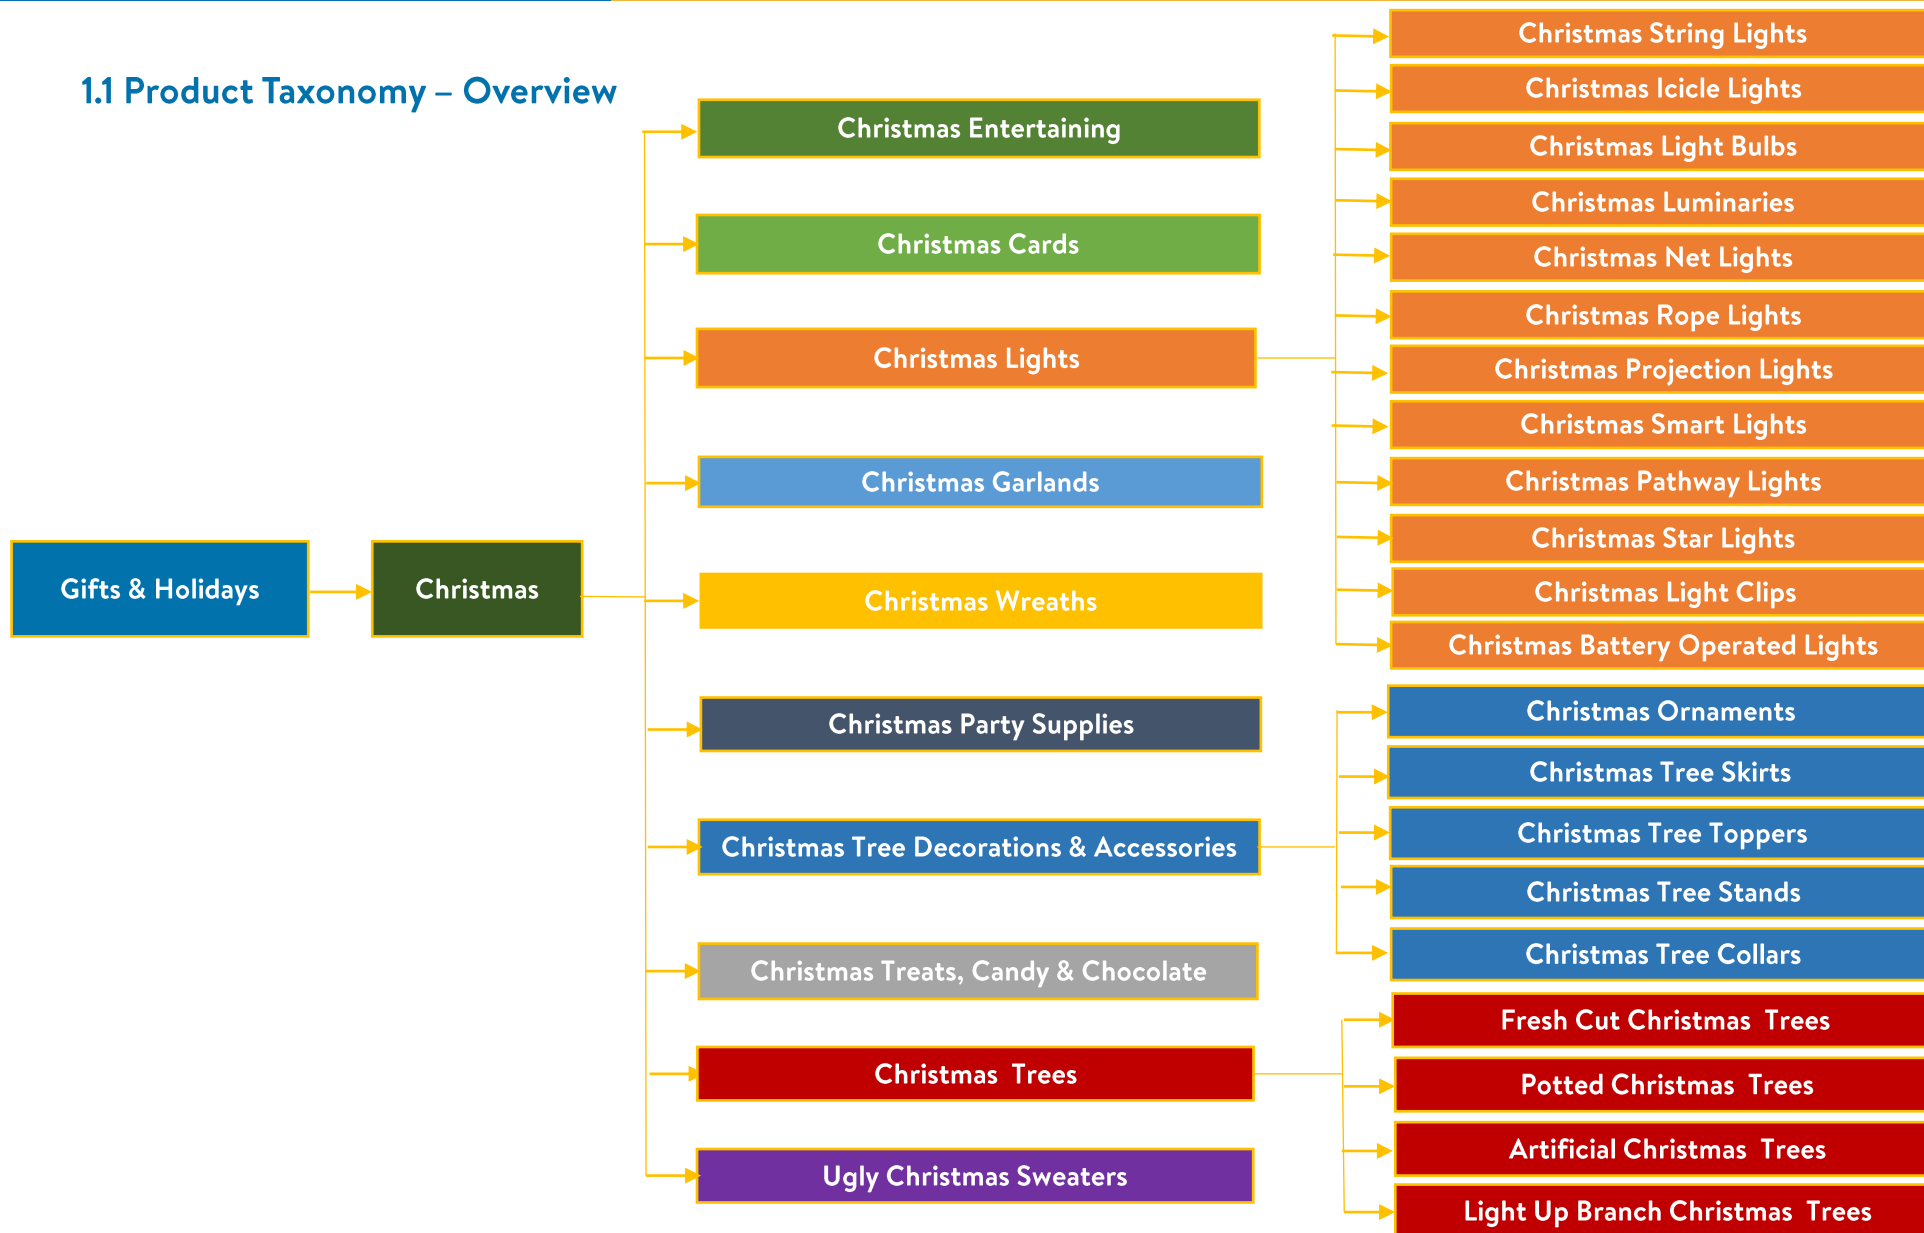 1.1 Product Taxonomy – Overview
Gifts & Holidays
Christmas
Christmas Entertaining
Christmas Cards
Christmas Lights
Christmas Garlands
Christmas Wreaths
Christmas Party Supplies
Christmas Tree Decorations & Accessories
Christmas Treats, Candy & Chocolate
Christmas Trees
Ugly Christmas Sweaters
Christmas String Lights
Christmas Icicle Lights
Christmas Light Bulbs
Christmas Luminaries
Christmas Net Lights
Christmas Rope Lights
Christmas Projection Lights
Christmas Smart Lights
Christmas Pathway Lights
Christmas Star Lights
Christmas Light Clips
Christmas Battery Operated Lights
Christmas Ornaments
Christmas Tree Skirts
Christmas Tree Toppers
Christmas Tree Stands
Christmas Tree Collars
Fresh Cut Christmas Trees
Potted Christmas Trees
Artificial Christmas Trees
Light Up Branch Christmas Trees